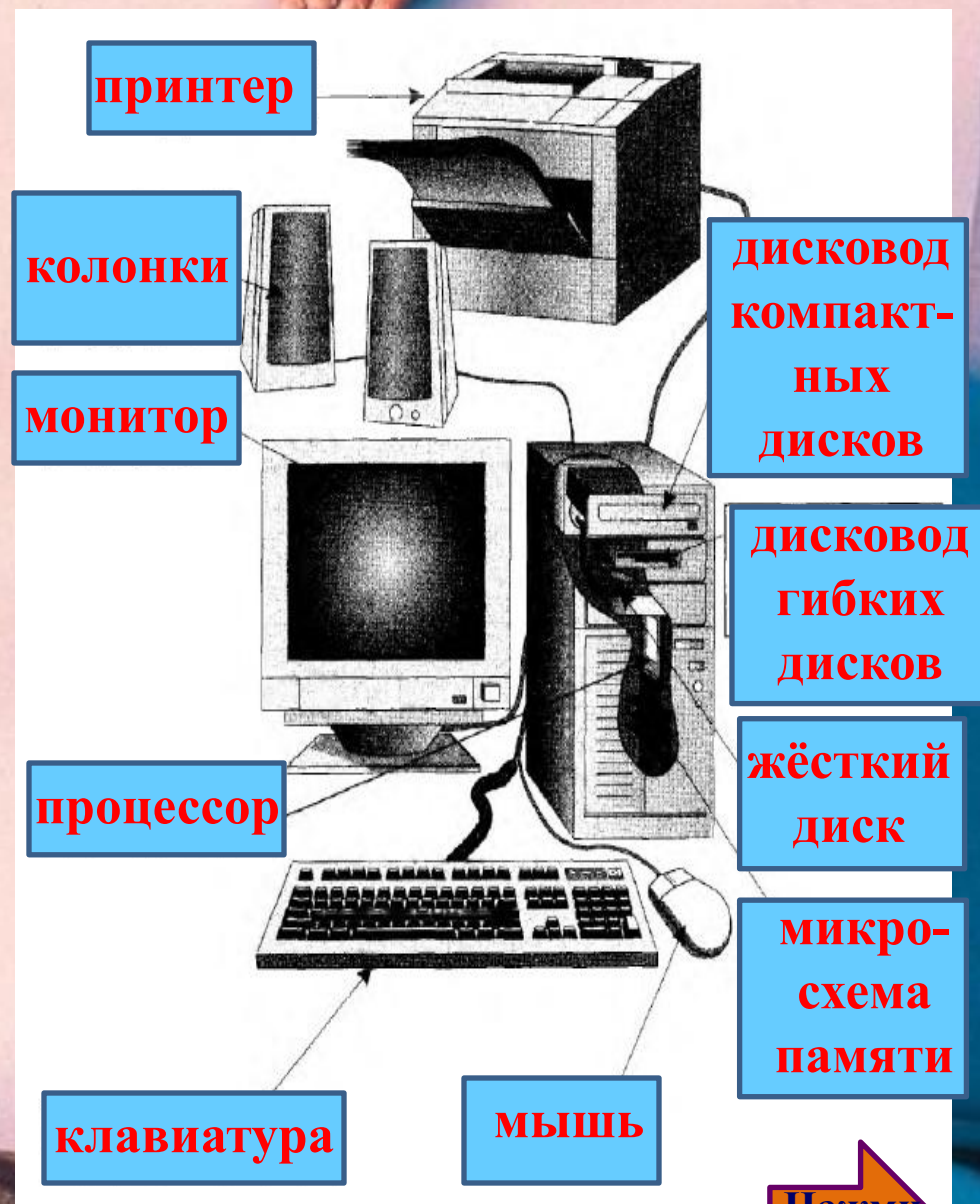 принтер
колонки
монитор
дисковод
компакт-
ных
дисков
дисковод
гибких
дисков
жёсткий
диск
процессор
микро-
схема
памяти
клавиатура
мышь